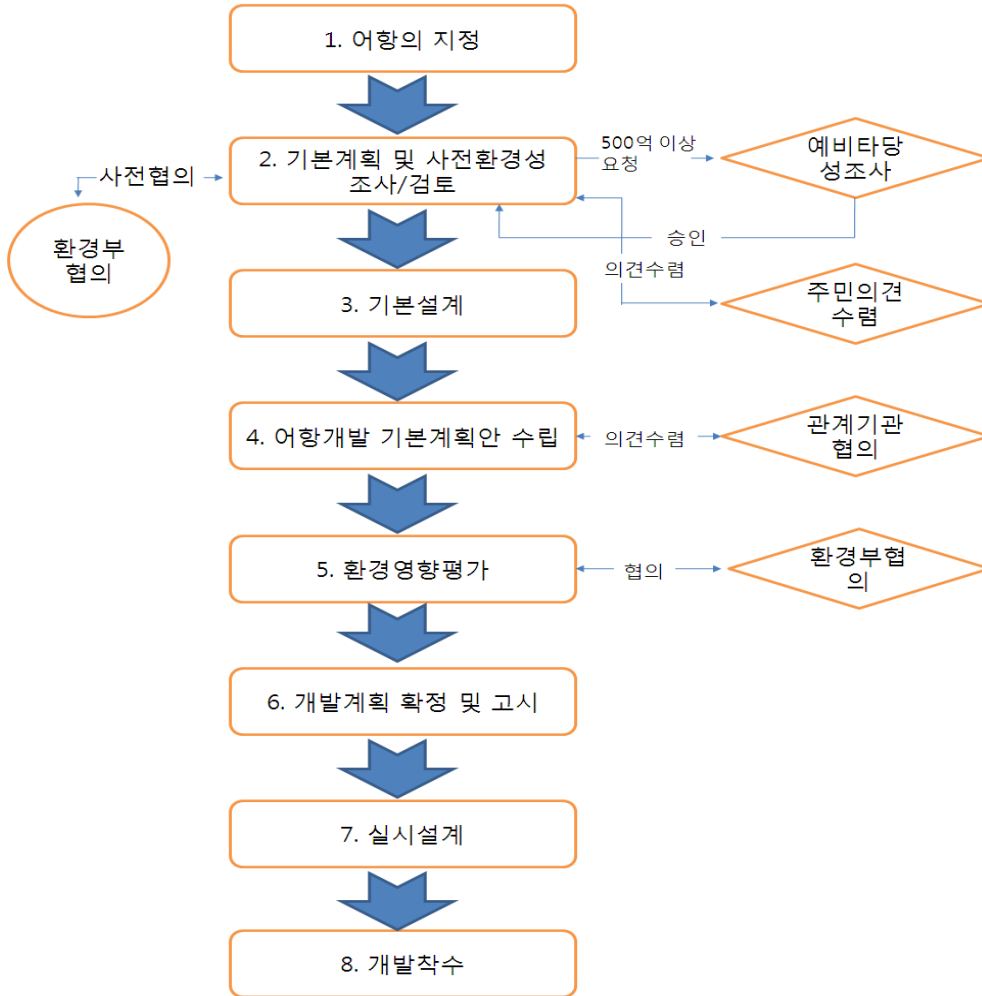 1. 어항의 지정
2. 기본계획 및 사전환경성
조사/검토
500억 이상
요청
예비타당
성조사
사전협의
환경부
협의
승인
의견수렴
주민의견
수렴
3. 기본설계
4. 어항개발 기본계획안 수립
의견수렴
관계기관
협의
5. 환경영향평가
협의
환경부협
의
6. 개발계획 확정 및 고시
7. 실시설계
8. 개발착수